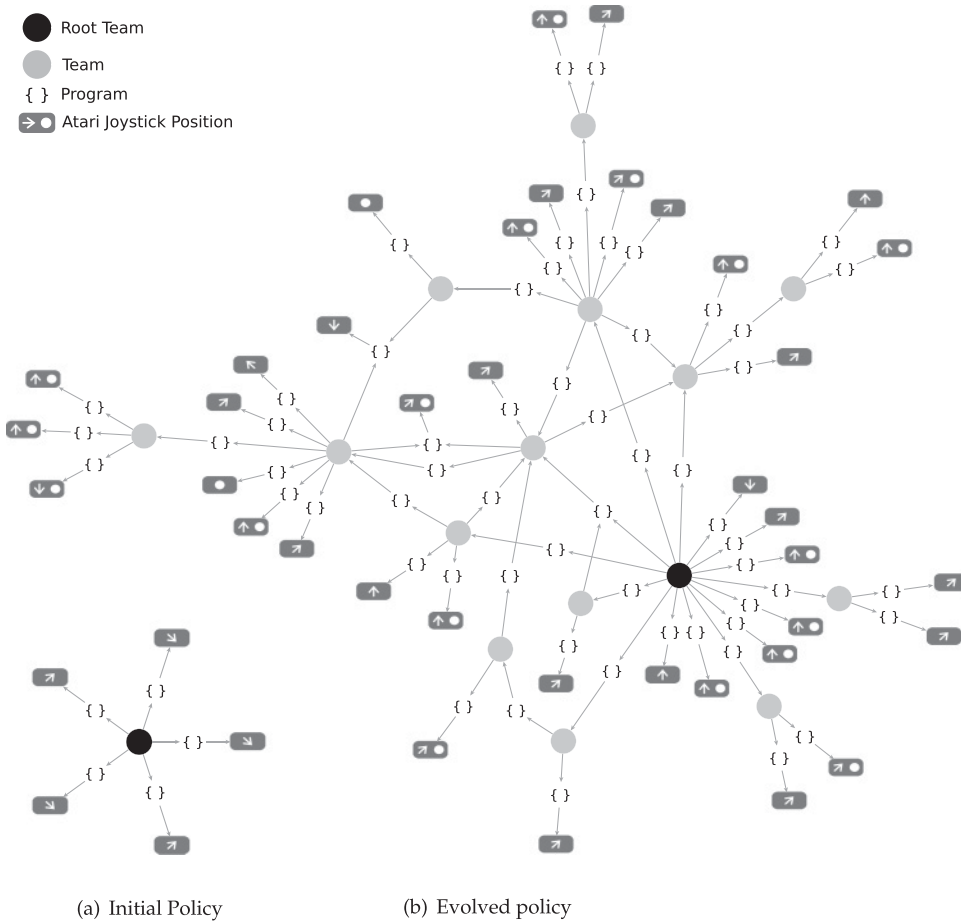 Root Team
Team
{ } Program
Atari Joystick Position
(a) Initial Policy
(b) Evolved policy